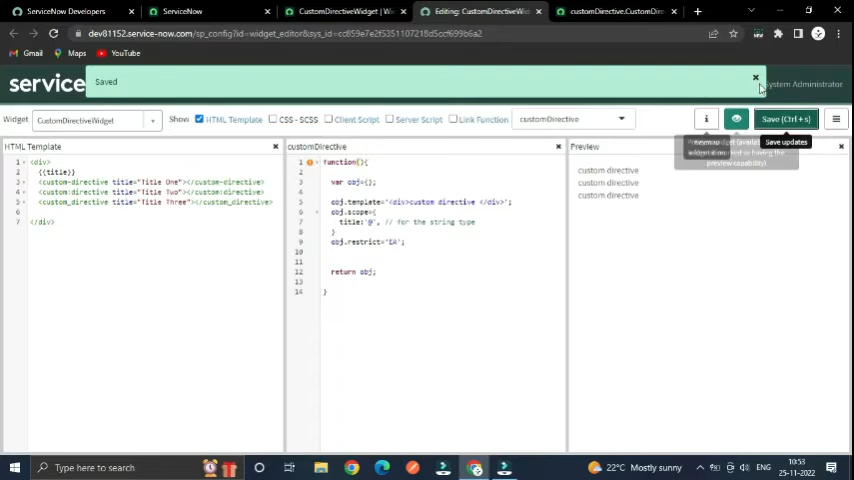 ServiceNow Developers
ServiceNow
CustomDirectiveWidget | Wi
Editing: CustomDirectiveWi
customDirective.CustomDi
dev81152.service-now.com/sp_config?id=widget_editor&sys_id=cc859e7e2f5351107218d5ccf699b6a2
Gmail
Maps
YouTube
service
Saved
System Administrator
Widget
CustomDirectiveWidget
Show
HTML Template
CSS - SCSS
Client Script
Server Script
Link Function
customDirective
Save (Ctrl + s)
Save updates
HTML Template
customDirective
Preview
1 <div>
2 {{title}}
3 <custom-directive title="Title One"></custom-directive>
4 <custom:directive title="Title Two"></custom:directive>
5 <custom_directive title="Title Three"></custom_directive>
6
7 </div>
1 function(){
2
3 var obj={};
4
5 obj.template='<div>custom directive </div>';
6 obj.scope={
7 title:'@', // for the string type
8 }
9 obj.restrict='EA';
10
11
12 return obj;
13
14 }
custom directive
custom directive
custom directive
Type here to search
22°C Mostly sunny
ENG
10:53
25-11-2022